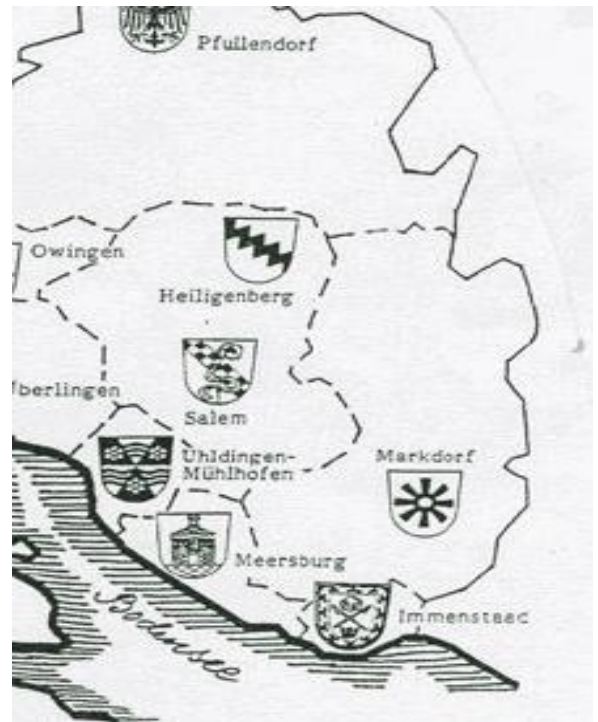 Pfullendorf
Owingen
Heiligenberg
berlingen
Salem
Uhldingen-
Mühlhofen
Markdorf
Meersburg
Immenstaad
Bodensee